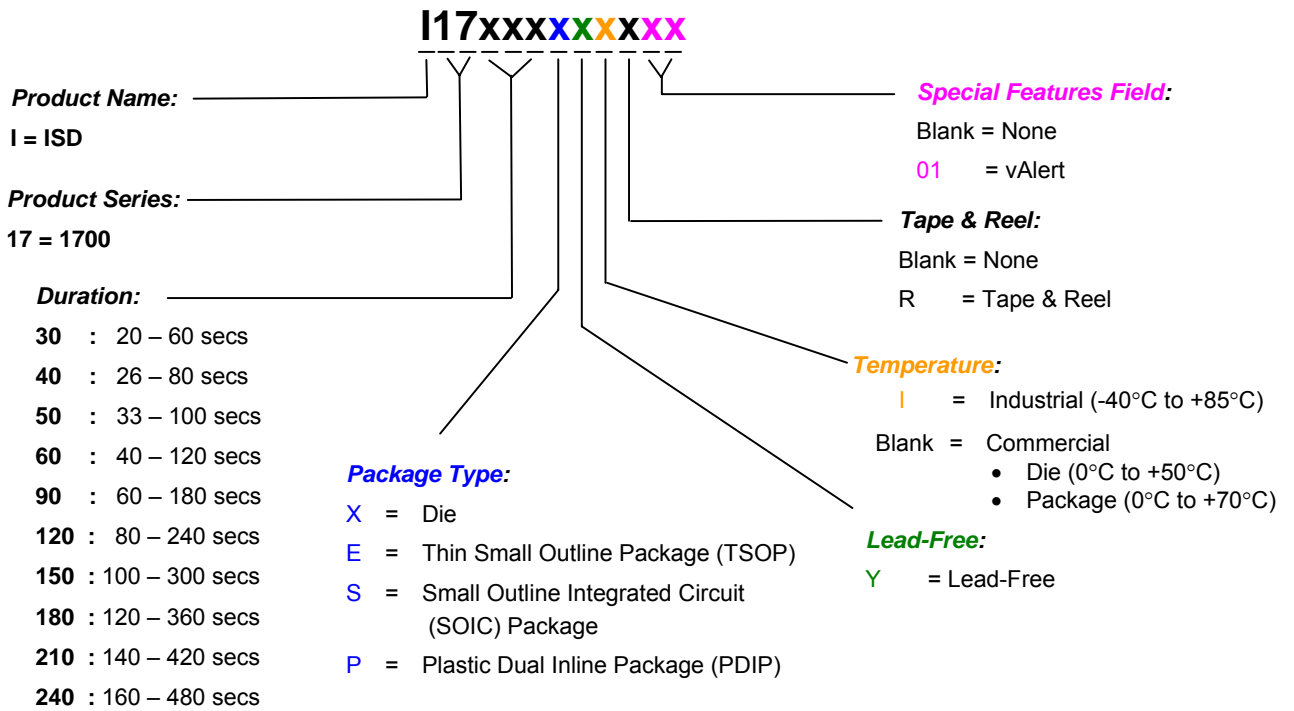 I17xxxxxxxxx
Product Name:
I = ISD
Product Series:
17 = 1700
Duration:
30 : 20 – 60 secs
40 : 26 – 80 secs
50 : 33 – 100 secs
60 : 40 – 120 secs
90 : 60 – 180 secs
120 : 80 – 240 secs
150 : 100 – 300 secs
180 : 120 – 360 secs
210 : 140 – 420 secs
240 : 160 – 480 secs
Package Type:
X = Die
E = Thin Small Outline Package (TSOP)
S = Small Outline Integrated Circuit
(SOIC) Package
P = Plastic Dual Inline Package (PDIP)
Special Features Field:
Blank = None
01 = vAlert
Tape & Reel:
Blank = None
R = Tape & Reel
Temperature:
I = Industrial (-40°C to +85°C)
Blank = Commercial
• Die (0°C to +50°C)
• Package (0°C to +70°C)
Lead-Free:
Y = Lead-Free